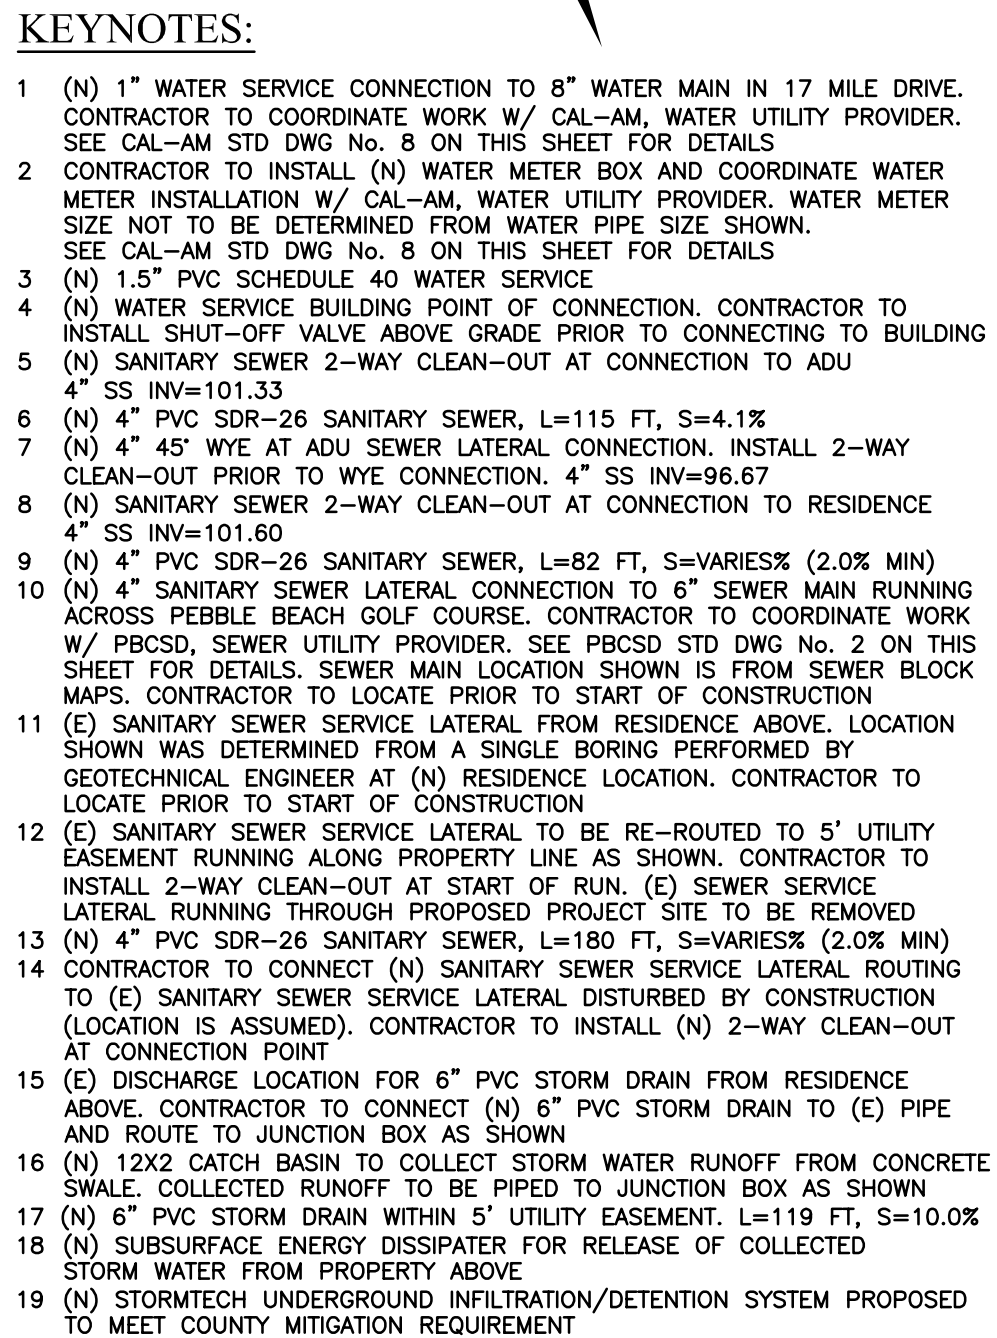 KEYNOTES:
1 (N) 1" WATER SERVICE CONNECTION TO 8" WATER MAIN IN 17 MILE DRIVE.
CONTRACTOR TO COORDINATE WORK W/ CAL-AM, WATER UTILITY PROVIDER.
SEE CAL-AM STD DWG No. 8 ON THIS SHEET FOR DETAILS
2 CONTRACTOR TO INSTALL (N) WATER METER BOX AND COORDINATE WATER
METER INSTALLATION W/ CAL-AM, WATER UTILITY PROVIDER. WATER METER
SIZE NOT TO BE DETERMINED FROM WATER PIPE SIZE SHOWN.
SEE CAL-AM STD DWG No. 8 ON THIS SHEET FOR DETAILS
3 (N) 1.5" PVC SCHEDULE 40 WATER SERVICE
4 (N) WATER SERVICE BUILDING POINT OF CONNECTION. CONTRACTOR TO
INSTALL SHUT-OFF VALVE ABOVE GRADE PRIOR TO CONNECTING TO BUILDING
5 (N) SANITARY SEWER 2-WAY CLEAN-OUT AT CONNECTION TO ADU
4" SS INV=101.33
6 (N) 4" PVC SDR-26 SANITARY SEWER, L=115 FT, S=4.1%
7 (N) 4" 45° WYE AT ADU SEWER LATERAL CONNECTION. INSTALL 2-WAY
CLEAN-OUT PRIOR TO WYE CONNECTION. 4" SS INV=96.67
8 (N) SANITARY SEWER 2-WAY CLEAN-OUT AT CONNECTION TO RESIDENCE
4" SS INV=101.60
9 (N) 4" PVC SDR-26 SANITARY SEWER, L=82 FT, S=VARIES% (2.0% MIN)
10 (N) 4" SANITARY SEWER LATERAL CONNECTION TO 6" SEWER MAIN RUNNING
ACROSS PEBBLE BEACH GOLF COURSE. CONTRACTOR TO COORDINATE WORK
W/ PBCSD, SEWER UTILITY PROVIDER. SEE PBCSD STD DWG No. 2 ON THIS
SHEET FOR DETAILS. SEWER MAIN LOCATION SHOWN IS FROM SEWER BLOCK
MAPS. CONTRACTOR TO LOCATE PRIOR TO START OF CONSTRUCTION
11 (E) SANITARY SEWER SERVICE LATERAL FROM RESIDENCE ABOVE. LOCATION
SHOWN WAS DETERMINED FROM A SINGLE BORING PERFORMED BY
GEOTECHNICAL ENGINEER AT (N) RESIDENCE LOCATION. CONTRACTOR TO
LOCATE PRIOR TO START OF CONSTRUCTION
12 (E) SANITARY SEWER SERVICE LATERAL TO BE RE-ROUTED TO 5' UTILITY
EASEMENT RUNNING ALONG PROPERTY LINE AS SHOWN. CONTRACTOR TO
INSTALL 2-WAY CLEAN-OUT AT START OF RUN. (E) SEWER SERVICE
LATERAL RUNNING THROUGH PROPOSED PROJECT SITE TO BE REMOVED
13 (N) 4" PVC SDR-26 SANITARY SEWER, L=180 FT, S=VARIES% (2.0% MIN)
14 CONTRACTOR TO CONNECT (N) SANITARY SEWER SERVICE LATERAL ROUTING
TO (E) SANITARY SEWER SERVICE LATERAL DISTURBED BY CONSTRUCTION
(LOCATION IS ASSUMED). CONTRACTOR TO INSTALL (N) 2-WAY CLEAN-OUT
AT CONNECTION POINT
15 (E) DISCHARGE LOCATION FOR 6" PVC STORM DRAIN FROM RESIDENCE
ABOVE. CONTRACTOR TO CONNECT (N) 6" PVC STORM DRAIN TO (E) PIPE
AND ROUTE TO JUNCTION BOX AS SHOWN
16 (N) 12X2 CATCH BASIN TO COLLECT STORM WATER RUNOFF FROM CONCRETE
SWALE. COLLECTED RUNOFF TO BE PIPED TO JUNCTION BOX AS SHOWN
17 (N) 6" PVC STORM DRAIN WITHIN 5' UTILITY EASEMENT. L=119 FT, S=10.0%
18 (N) SUBSURFACE ENERGY DISSIPATER FOR RELEASE OF COLLECTED
STORM WATER FROM PROPERTY ABOVE
19 (N) STORMTECH UNDERGROUND INFILTRATION/DETENTION SYSTEM PROPOSED
TO MEET COUNTY MITIGATION REQUIREMENT